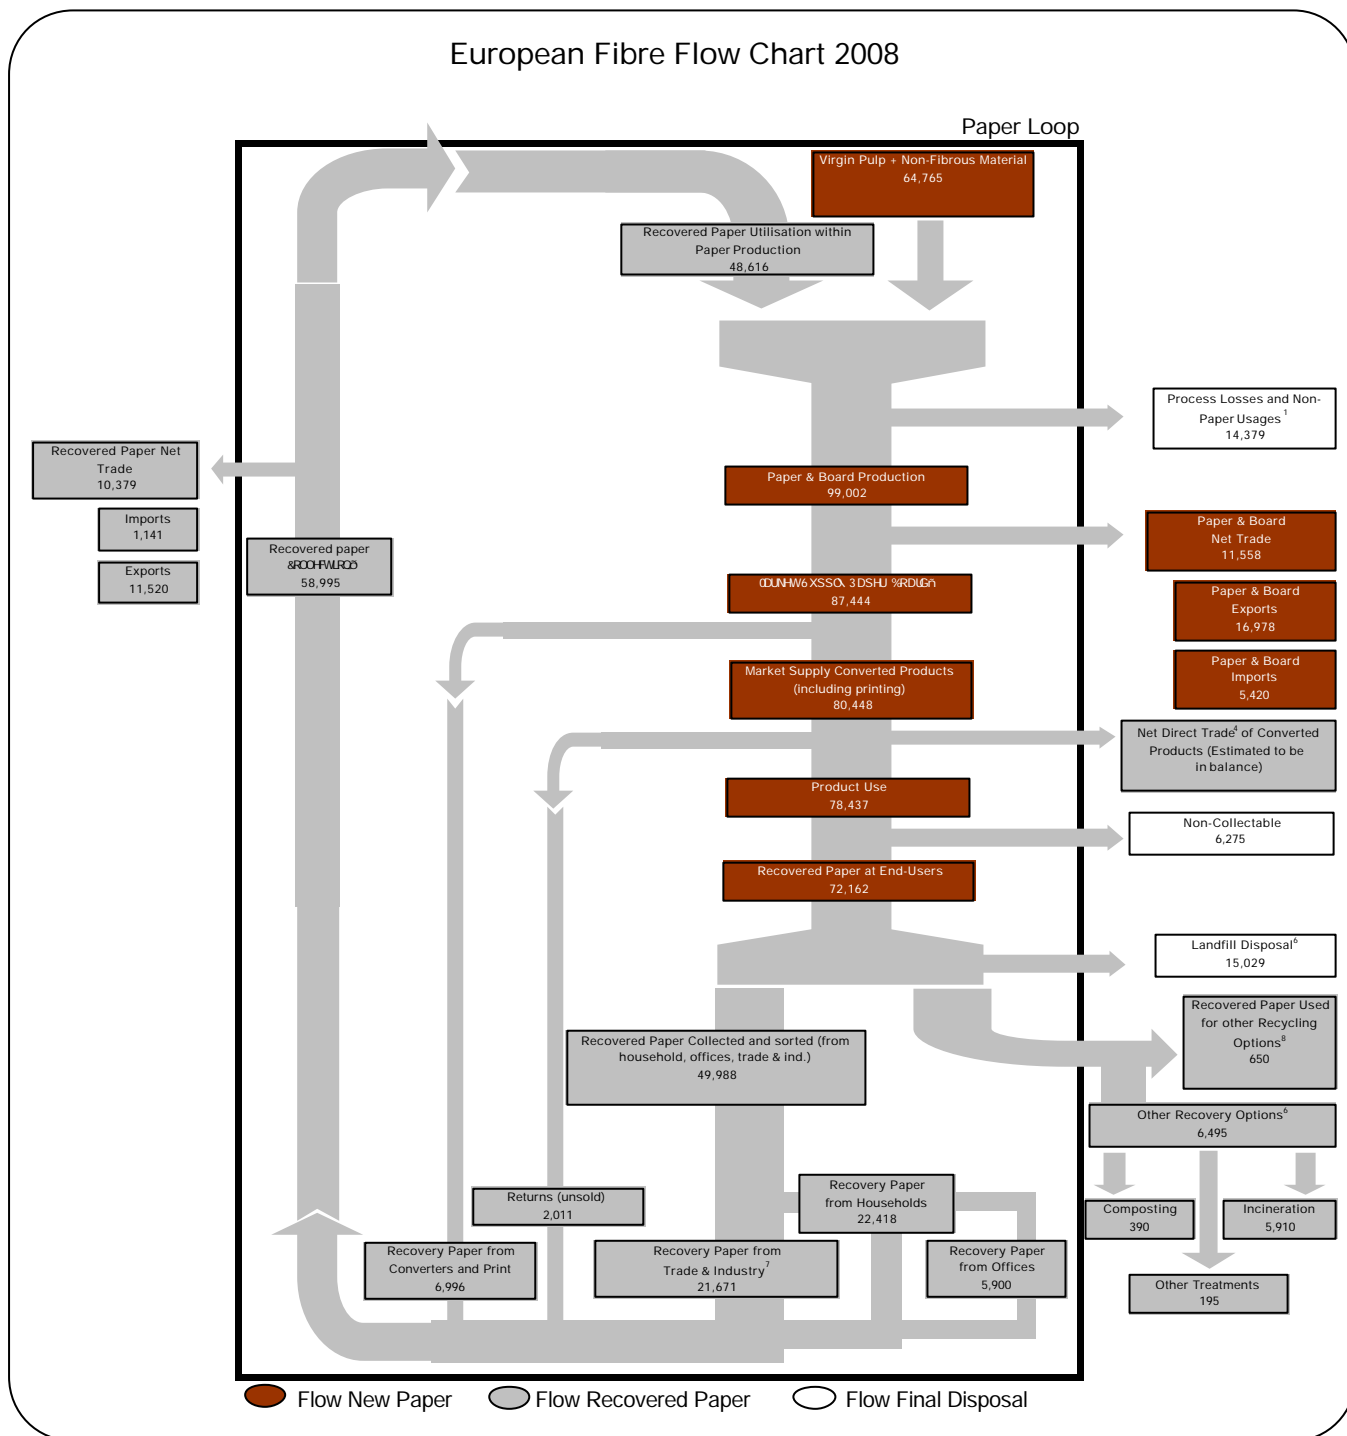 European Fibre Flow Chart 2008
Paper Loop
Virgin Pulp + Non-Fibrous Material
64,765
Recovered Paper Utilisation within
Paper Production
48,616
Process Losses and Non-
Paper Usages1
14,379
Recovered Paper Net
Trade
10,379
Imports
1,141
Exports
11,520
Recovered paper
58,995
Paper & Board Production
99,002
Paper & Board
Net Trade
11,558
87,444
Paper & Board
Exports
16,978
Paper & Board
Imports
5,420
Market Supply Converted Products
(including printing)
80,448
Net Direct Trade4 of Converted
Products (Estimated to be
in balance)
Product Use
78,437
Non-Collectable
6,275
Recovered Paper at End-Users
72,162
Landfill Disposal6
15,029
Recovered Paper Used
for other Recycling
Options8
650
Recovered Paper Collected and sorted (from
household, offices, trade & ind.)
49,988
Other Recovery Options6
6,495
Composting
390
Incineration
5,910
Other Treatments
195
Returns (unsold)
2,011
Recovery Paper
from Households
22,418
Recovery Paper from
Converters and Print
6,996
Recovery Paper from
Trade & Industry7
21,671
Recovery Paper
from Offices
5,900
Flow New Paper
Flow Recovered Paper
Flow Final Disposal